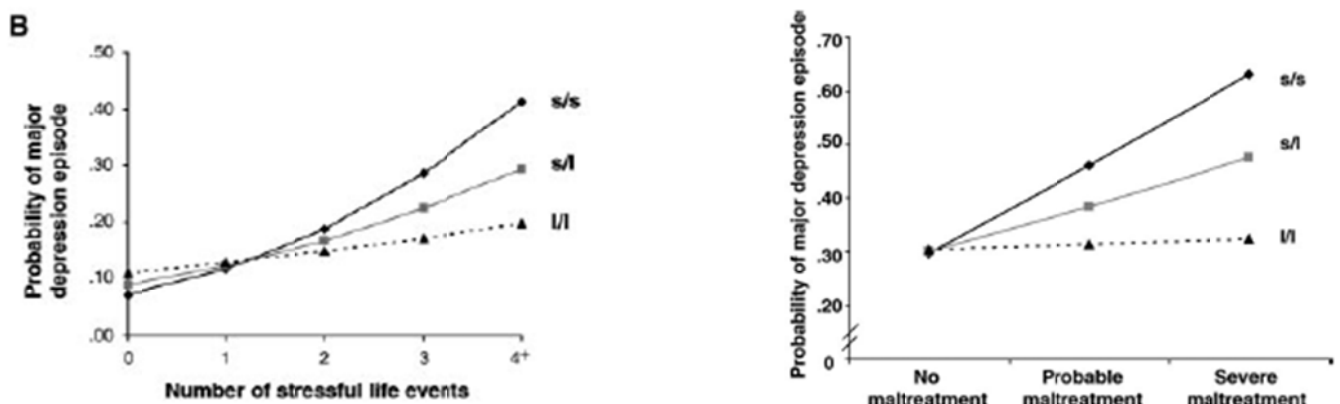 B
Probability of major
depression episode
.50
.40
.30
.20
.10
.00
0
1
2
3
4+
Number of stressful life events
s/s
s/l
l/l
Probability of major depression episode
.70
.60
.50
.40
.30
.20
0
No
maltreatment
Probable
maltreatment
Severe
maltreatment
s/s
s/l
l/l